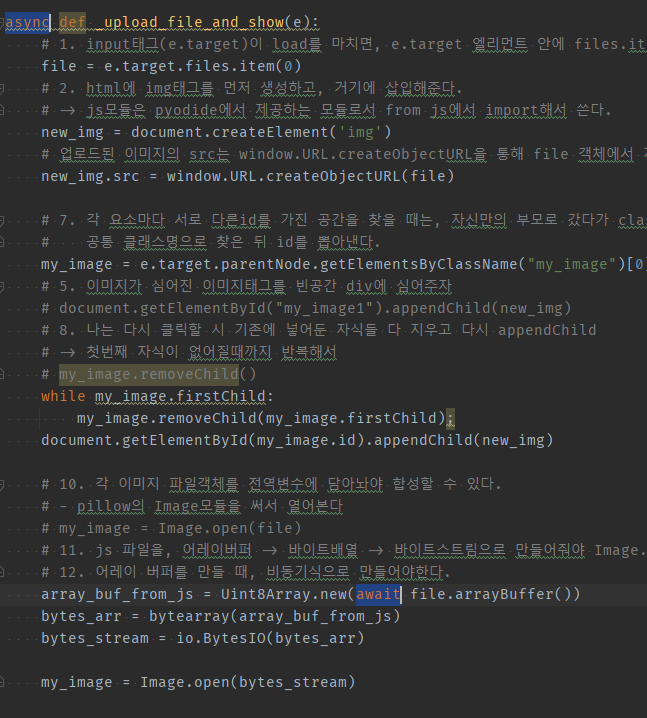 async def _upload_file_and_show(e):
# 1. input태그(e.target)이 load를 마치면, e.target 엘리먼트 안에 files.it
file = e.target.files.item(0)
# 2. html에 img태그를 먼저 생성하고, 거기에 삽입해준다.
# -> js모듈은 pyodide에서 제공하는 모듈로서 from js에서 import해서 쓴다.
new_img = document.createElement('img')
# 업로드된 이미지의 src는 window.URL.createObjectURL을 통해 file 객체에서
new_img.src = window.URL.createObjectURL(file)
# 7. 각 요소마다 서로 다른id를 가진 공간을 찾을 때는, 자신만의 부모로 갔다가 clas
# 공통 클래스명으로 찾은 뒤 id를 뽑아낸다.
my_image = e.target.parentNode.getElementsByClassName("my_image")[0]
# 5. 이미지가 심어진 이미지태그를 빈공간 div에 심어주자
# document.getElementById("my_image1").appendChild(new_img)
# 8. 나는 다시 클릭할 시 기존에 넣어둔 자식들 다 지우고 다시 appendChild
# -> 첫번째 자식이 없어질때까지 반복해서
# my_image.removeChild()
while my_image.firstChild:
my_image.removeChild(my_image.firstChild);
document.getElementById(my_image.id).appendChild(new_img)
# 10. 각 이미지 파일객체를 전역변수에 담아놔야 합성할 수 있다.
# - pillow의 Image모듈을 써서 열어본다
# my_image = Image.open(file)
# 11. js 파일을, 어레이버퍼 -> 바이트배열 -> 바이트스트림으로 만들어줘야 Image.
# 12. 어레이 버퍼를 만들 때, 비동기식으로 만들어야한다.
array_buf_from_js = Uint8Array.new(await file.arrayBuffer())
bytes_arr = bytearray(array_buf_from_js)
bytes_stream = io.BytesIO(bytes_arr)
my_image = Image.open(bytes_stream)